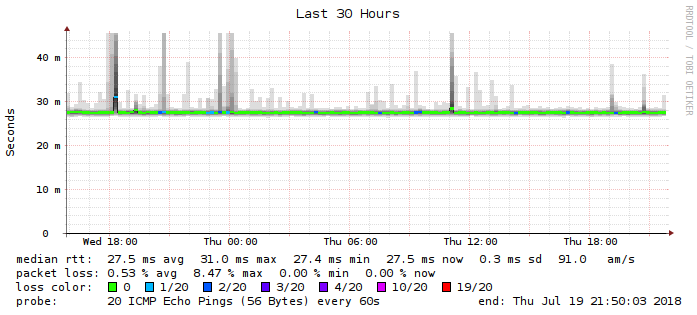 Last 30 Hours
RRDTOOL / TOBI OETIKER
Seconds
40 m
30 m
20 m
10 m
0
Wed 18:00 Thu 00:00 Thu 06:00 Thu 12:00 Thu 18:00
median rtt: 27.5 ms avg 31.0 ms max 27.4 ms min 27.5 ms now 0.3 ms sd 91.0 am/s
packet loss: 0.53 % avg 8.47 % max 0.00 % min 0.00 % now
loss color: 0 1/20 2/20 3/20 4/20 10/20 19/20
probe: 20 ICMP Echo Pings (56 Bytes) every 60s end: Thu Jul 19 21:50:03 2018